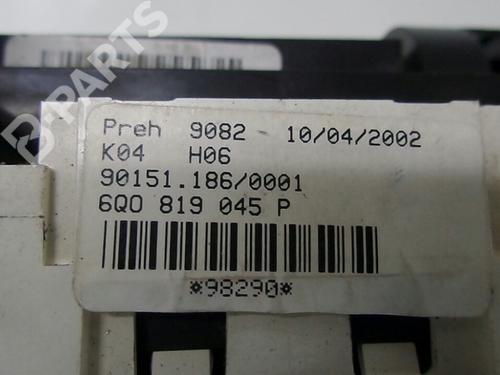 B-PARTS
Preh 9082 - 10/04/2002
K04 H06
90151.186/0001
6Q0 819 045 P
*98290*